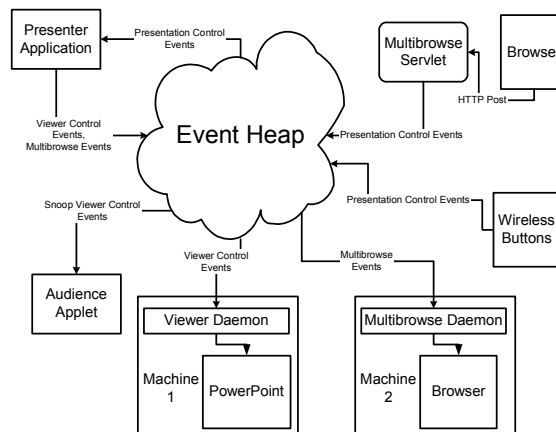 Presenter
Application
Presentation Control
Events
Multibrowse
Servlet
Browser
HTTP Post
Viewer Control
Events,
Multibrowse Events
Event Heap
Presentation Control Events
Presentation Control Events
Wireless
Buttons
Snoop Viewer Control
Events
Viewer Control
Events
Multibrowse
Events
Audience
Applet
Viewer Daemon
Multibrowse Daemon
Machine
1
PowerPoint
Machine
2
Browser